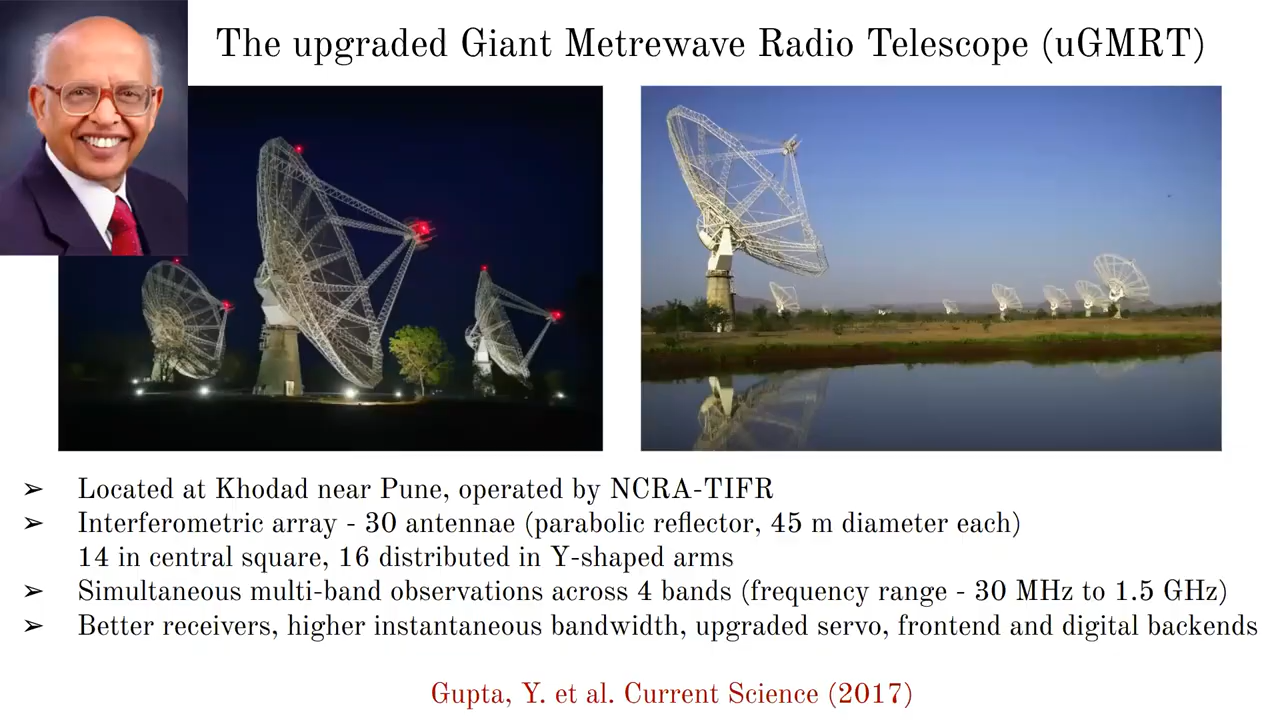 The upgraded Giant Metrewave Radio Telescope (uGMRT)
➢ Located at Khodad near Pune, operated by NCRA-TIFR
➢ Interferometric array - 30 antennae (parabolic reflector, 45 m diameter each)
14 in central square, 16 distributed in Y-shaped arms
➢ Simultaneous multi-band observations across 4 bands (frequency range - 30 MHz to 1.5 GHz)
➢ Better receivers, higher instantaneous bandwidth, upgraded servo, frontend and digital backends
Gupta, Y. et al. Current Science (2017)